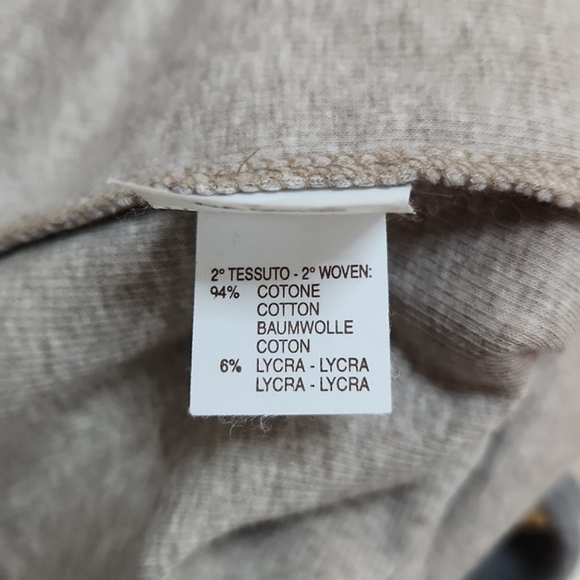 2° TESSUTO - 2° WOVEN:
94% COTONE
COTTON
BAUMWOLLE
COTON
6% LYCRA - LYCRA
LYCRA - LYCRA